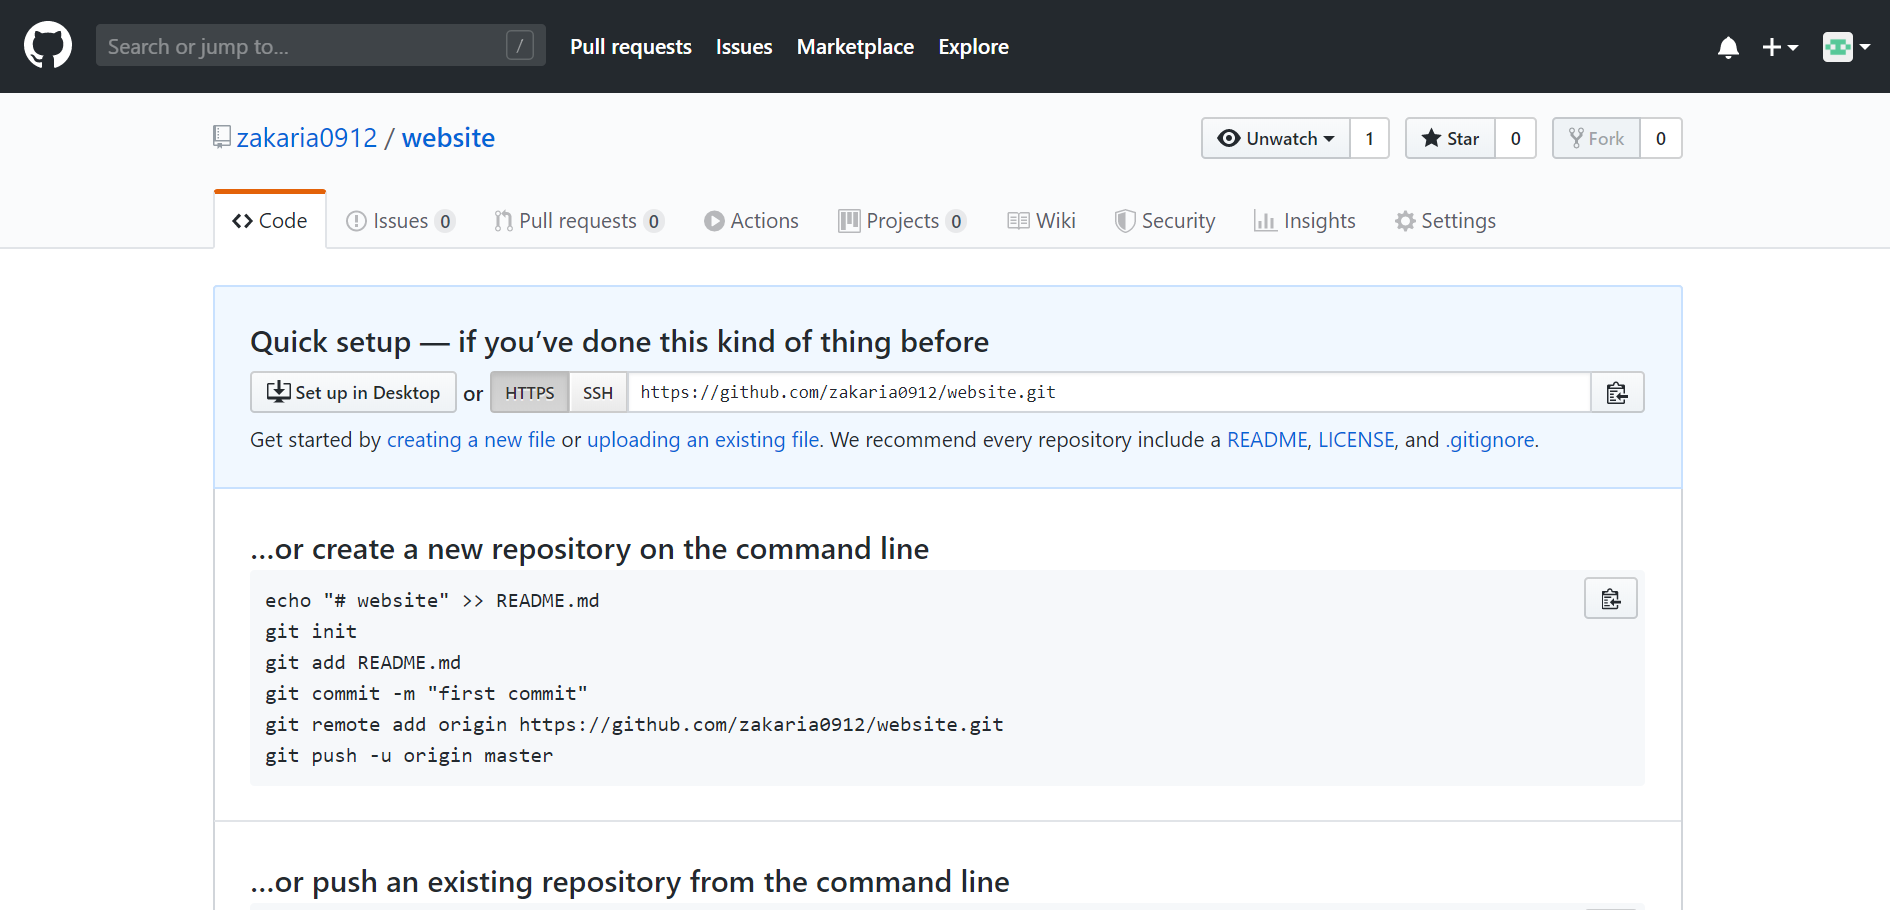 Search or jump to... /
Pull requests Issues Marketplace Explore
zakaria0912 / website
Unwatch 1 Star 0 Fork 0
Code Issues 0 Pull requests 0 Actions Projects 0 Wiki Security Insights Settings
Quick setup — if you’ve done this kind of thing before
Set up in Desktop or HTTPS SSH https://github.com/zakaria0912/website.git
Get started by creating a new file or uploading an existing file. We recommend every repository include a README, LICENSE, and .gitignore.
…or create a new repository on the command line
echo "# website" >> README.md
git init
git add README.md
git commit -m "first commit"
git remote add origin https://github.com/zakaria0912/website.git
git push -u origin master
…or push an existing repository from the command line